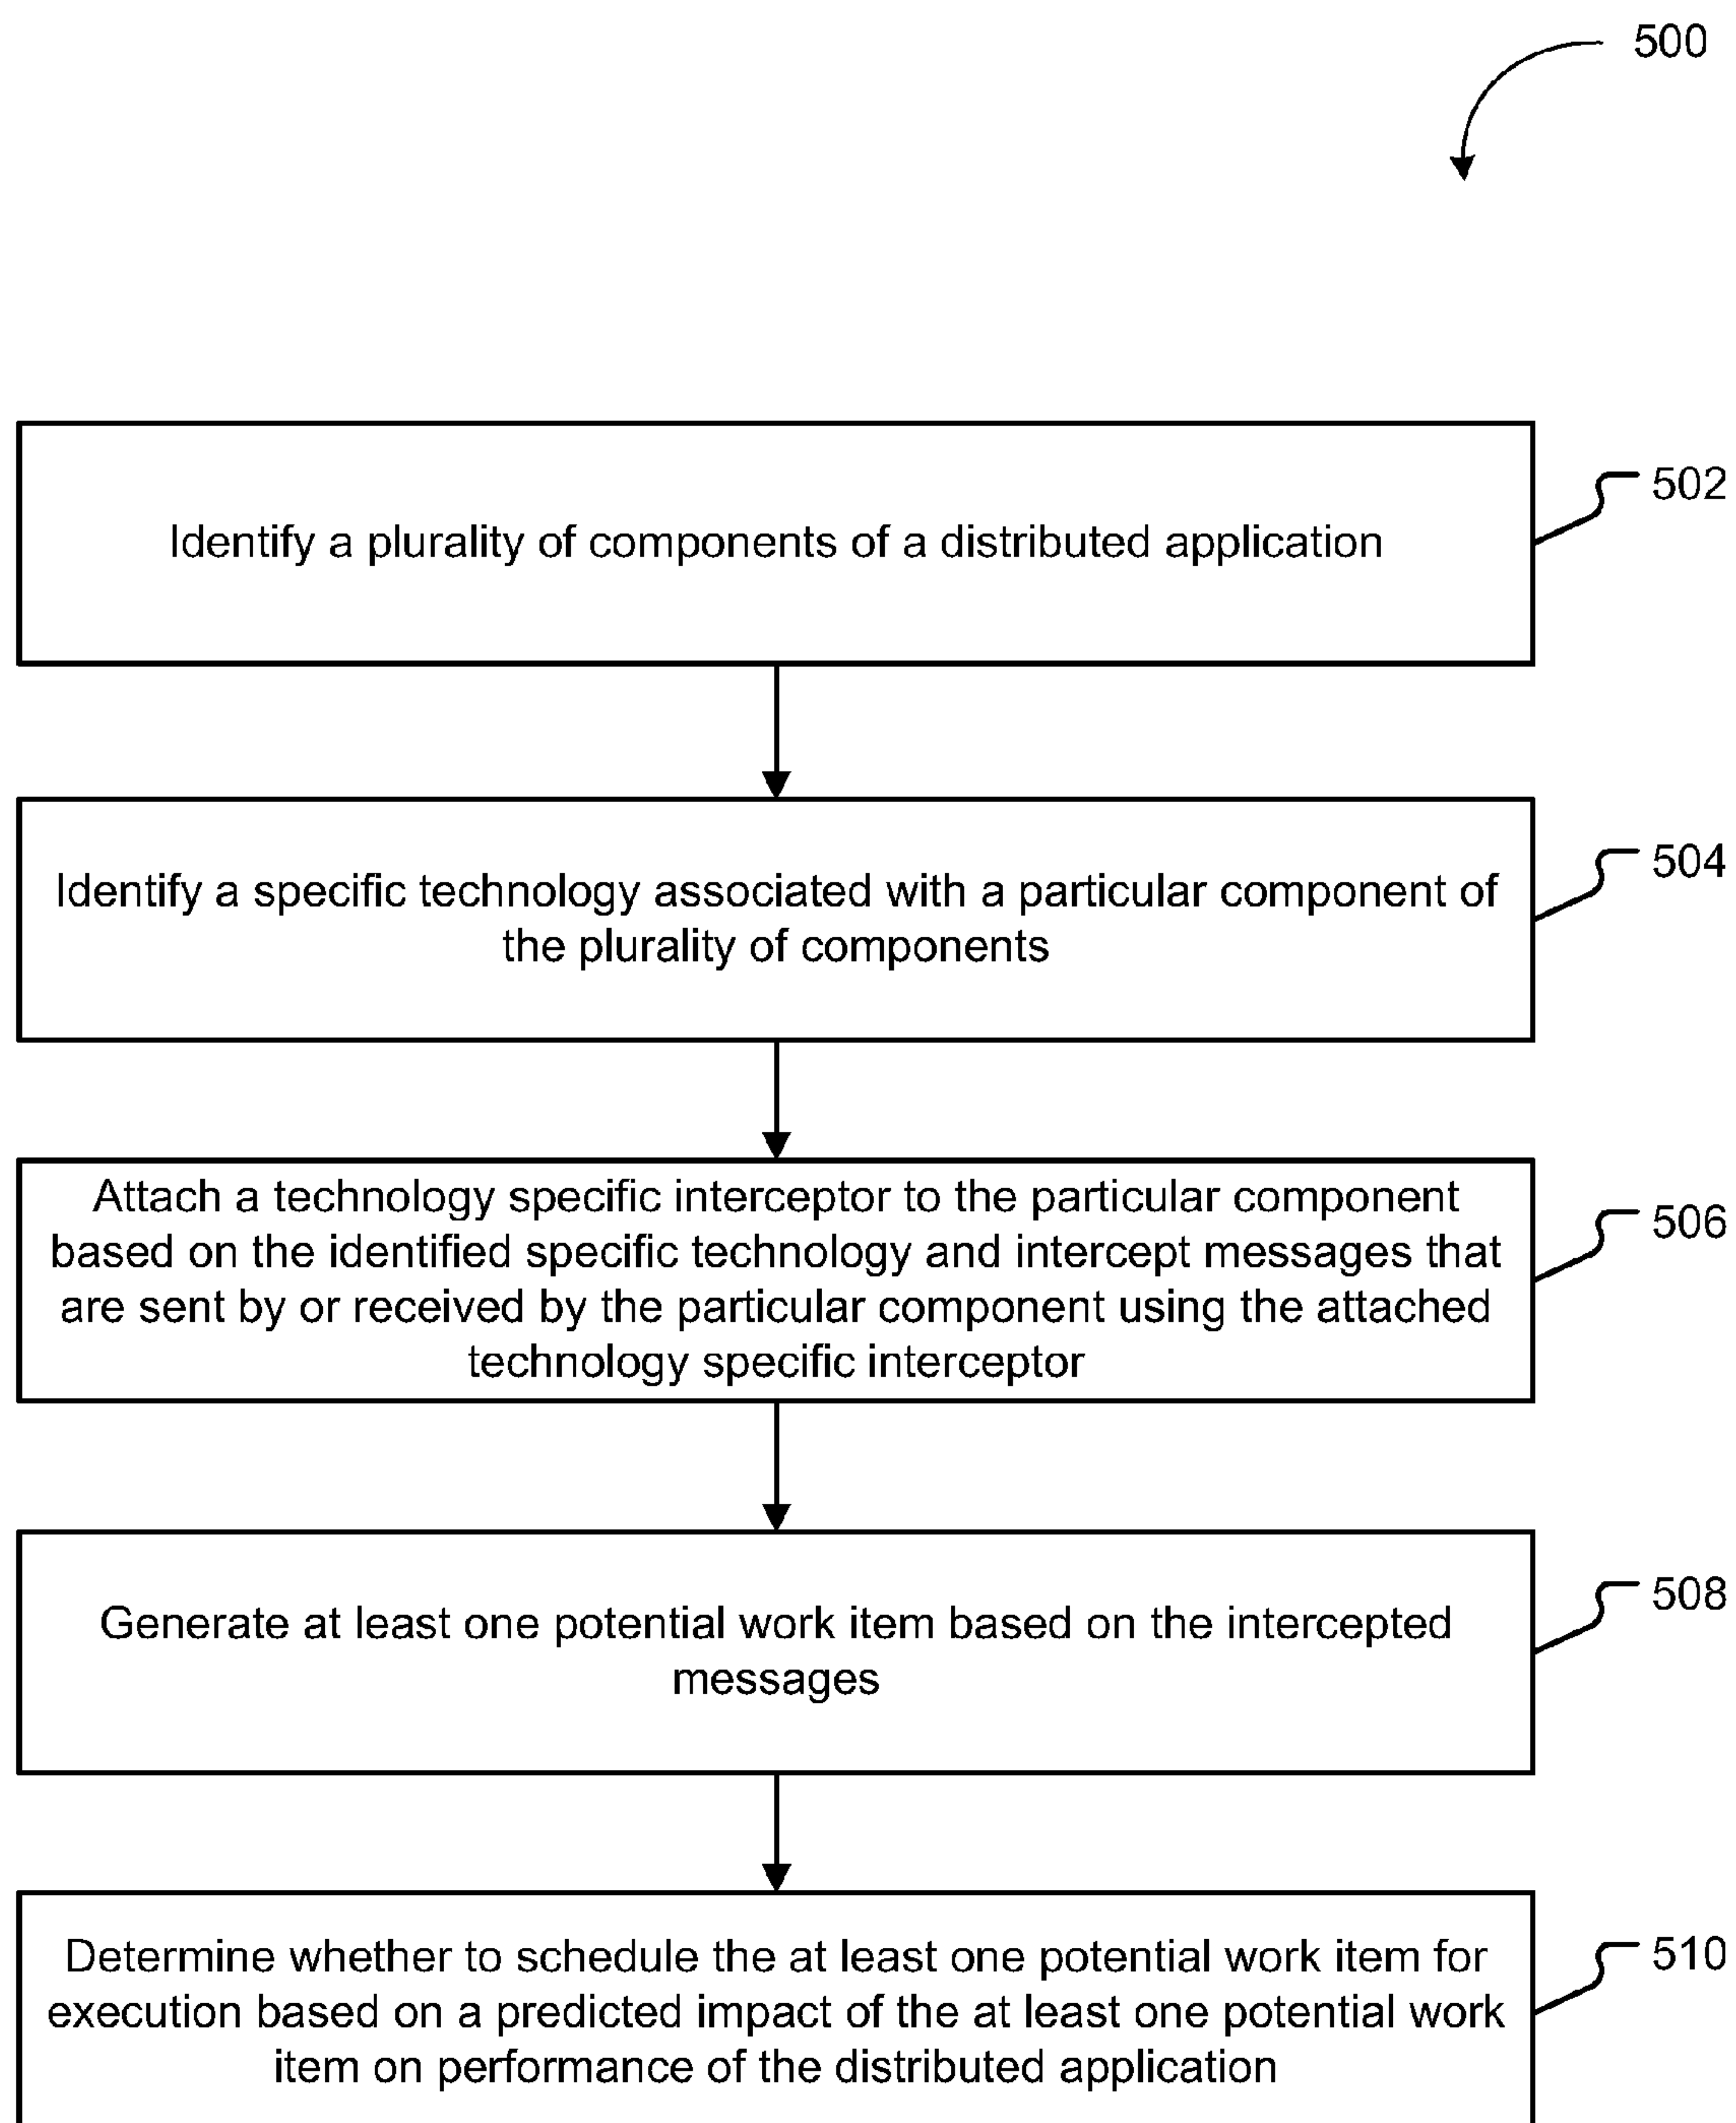 500
Identify a plurality of components of a distributed application
502
Identify a specific technology associated with a particular component of
the plurality of components
504
Attach a technology specific interceptor to the particular component
based on the identified specific technology and intercept messages that
are sent by or received by the particular component using the attached
technology specific interceptor
506
Generate at least one potential work item based on the intercepted
messages
508
Determine whether to schedule the at least one potential work item for
execution based on a predicted impact of the at least one potential work
item on performance of the distributed application
510